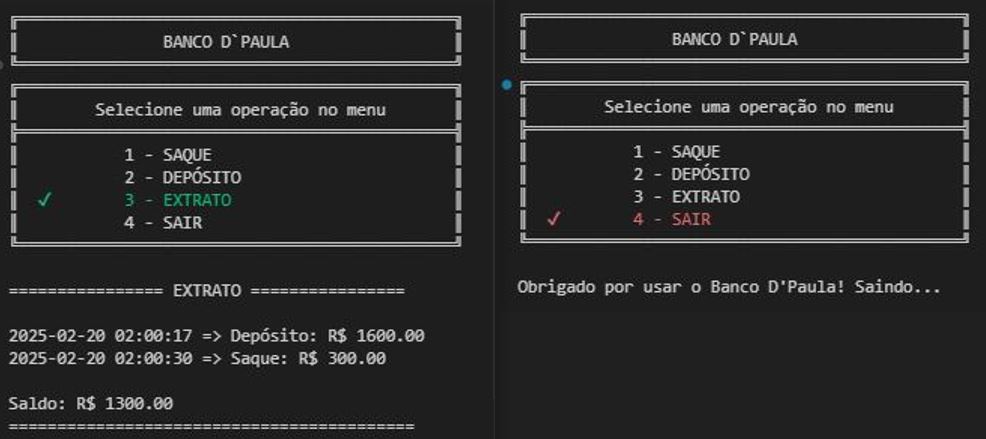 BANCO D`PAULA
Selecione uma operação no menu
1 - SAQUE
2 - DEPÓSITO
✓ 3 - EXTRATO
4 - SAIR
================ EXTRATO ================
2025-02-20 02:00:17 => Depósito: R$ 1600.00
2025-02-20 02:00:30 => Saque: R$ 300.00
Saldo: R$ 1300.00
==========================================
BANCO D`PAULA
Selecione uma operação no menu
1 - SAQUE
2 - DEPÓSITO
3 - EXTRATO
✓ 4 - SAIR
Obrigado por usar o Banco D'Paula! Saindo...